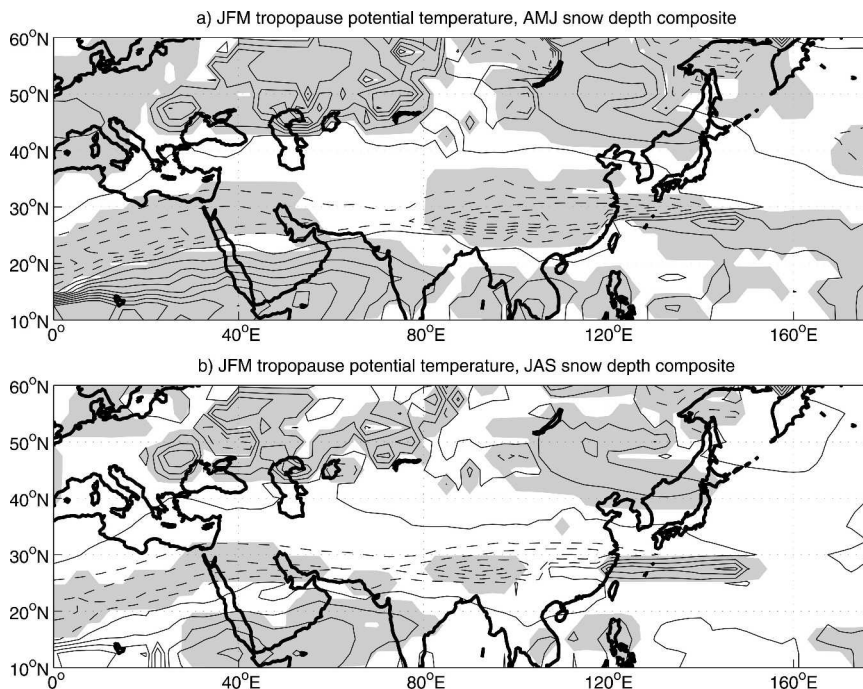 a) JFM tropopause potential temperature, AMJ snow depth composite
60°N
50°N
40°N
30°N
20°N
10°N
0°
40°E
80°E
120°E
160°E
b) JFM tropopause potential temperature, JAS snow depth composite
60°N
50°N
40°N
30°N
20°N
10°N
0°
40°E
80°E
120°E
160°E